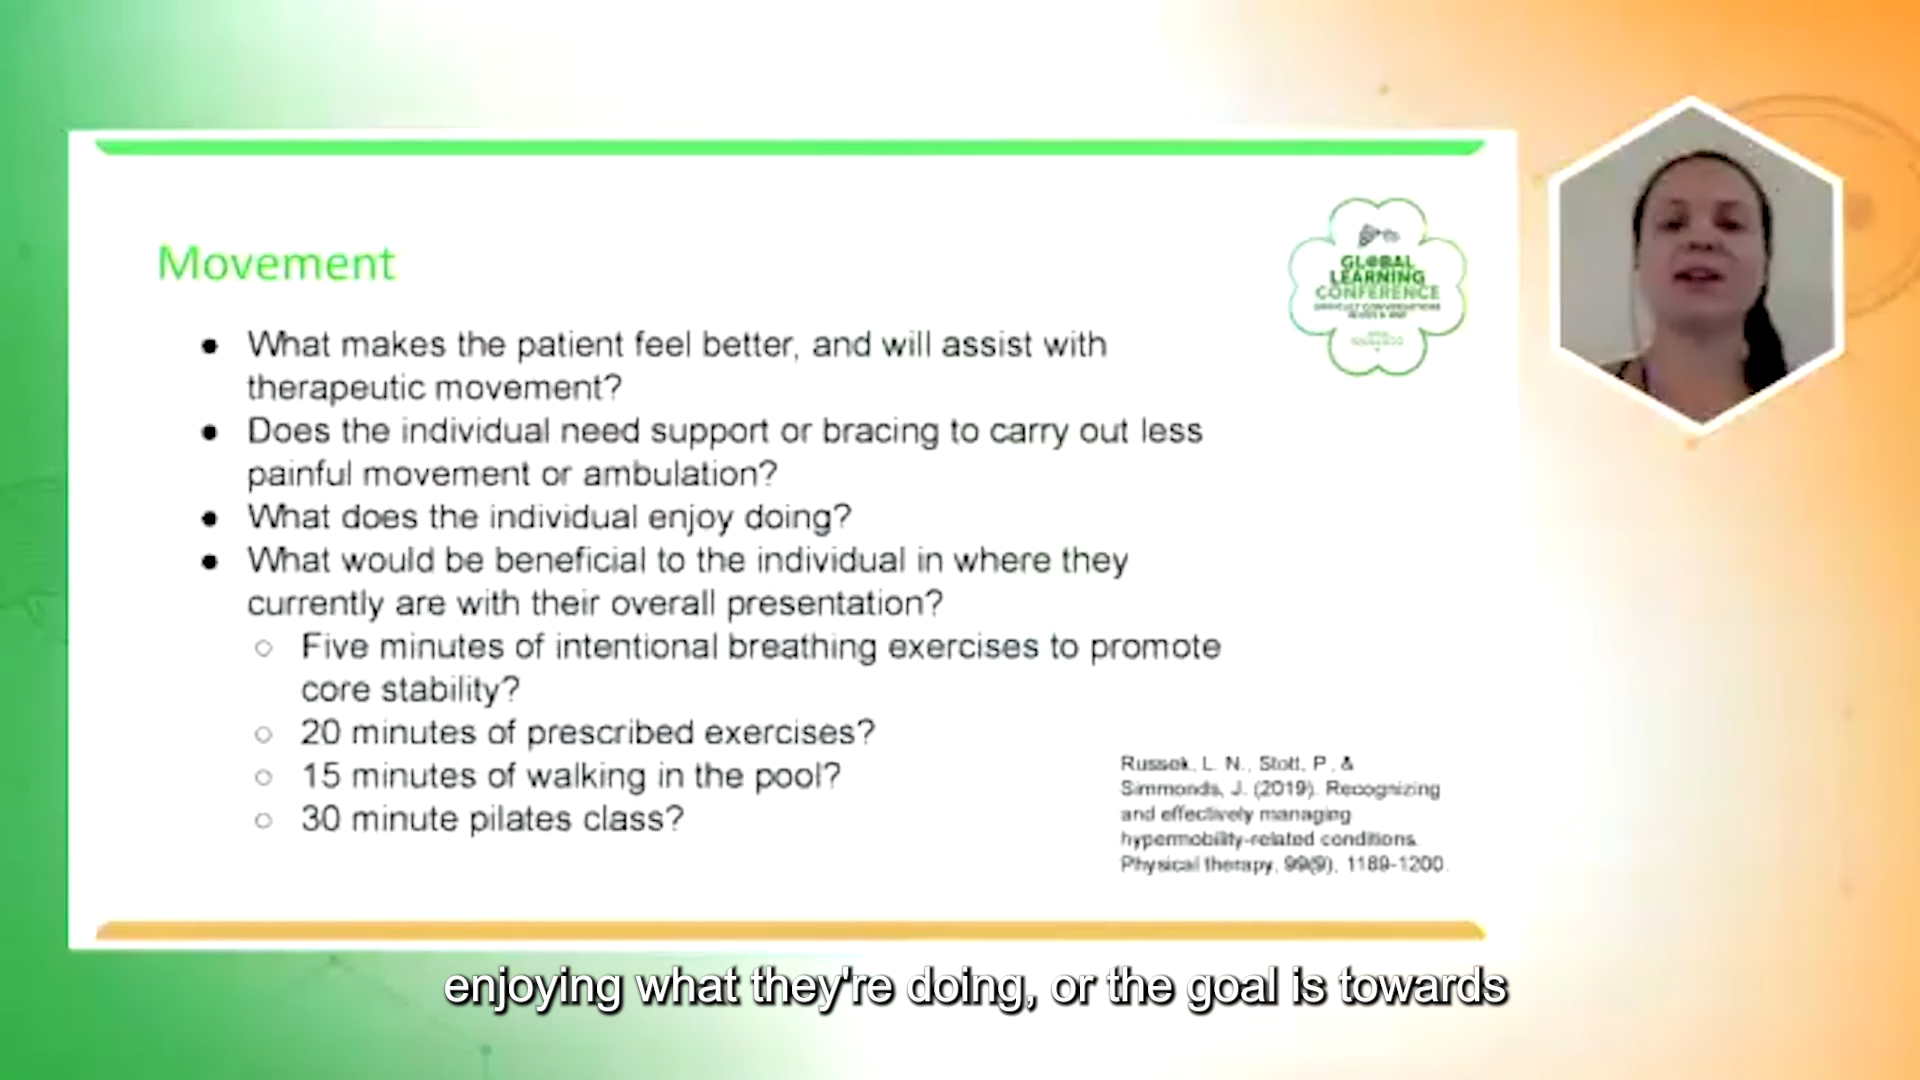 Movement
GL BAL
LEARNING
CONFERENCE
● What makes the patient feel better, and will assist with
therapeutic movement?
● Does the individual need support or bracing to carry out less
painful movement or ambulation?
● What does the individual enjoy doing?
● What would be beneficial to the individual in where they
currently are with their overall presentation?
○ Five minutes of intentional breathing exercises to promote
core stability?
○ 20 minutes of prescribed exercises?
○ 15 minutes of walking in the pool?
○ 30 minute pilates class?
Russek, L. N., Stott, P., &
Simmonds, J. (2019). Recognizing
and effectively managing
hypermobility-related conditions.
Physical therapy, 99(9), 1189-1200.
enjoying what they're doing, or the goal is towards